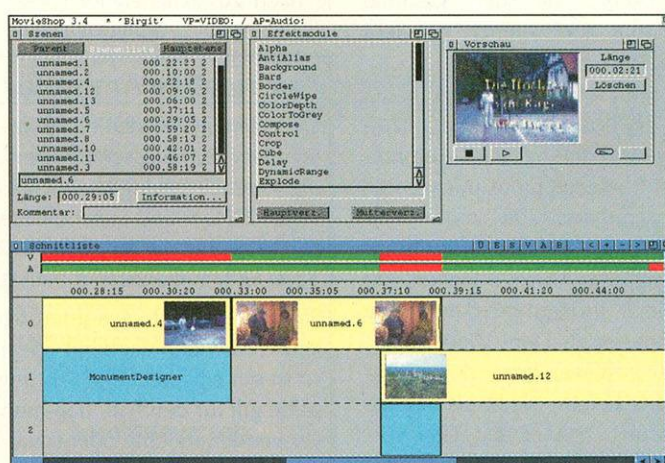 MovieShop 3.4 * 'Birgit' VP=VIDEO: / AP=Audio:
Szenen
Parent Szenenliste Hauptebene
unnamed.1 000.22:23 2
unnamed.2 000.10:00 2
unnamed.4 000.22:18 2
unnamed.12 000.09:09 2
unnamed.13 000.06:00 2
unnamed.5 000.37:11 2
unnamed.6 000.29:05 2
unnamed.7 000.59:20 2
unnamed.8 000.58:13 2
unnamed.10 000.42:01 2
unnamed.11 000.46:07 2
unnamed.3 000.58:19 2
unnamed.6
Länge: 000.29:05 Information...
Kommentar:
Effektmodule
Alpha
AntiAlias
Background
Bars
Border
CircleWipe
ColorDepth
ColorToGrey
Compose
Control
Crop
Cube
Delay
DynamicRange
Explode
Hauptverz. Mutterverz.
Vorschau
Länge
000.02:21
Löschen
Schnittliste U E S V A B < + - >
V
A
000.28:15 000.30:20 000.33:00 000.35:05 000.37:10 000.39:15 000.41:20 000.44:00
0 unnamed.4 unnamed.6
1 MonumentDesigner unnamed.12
2